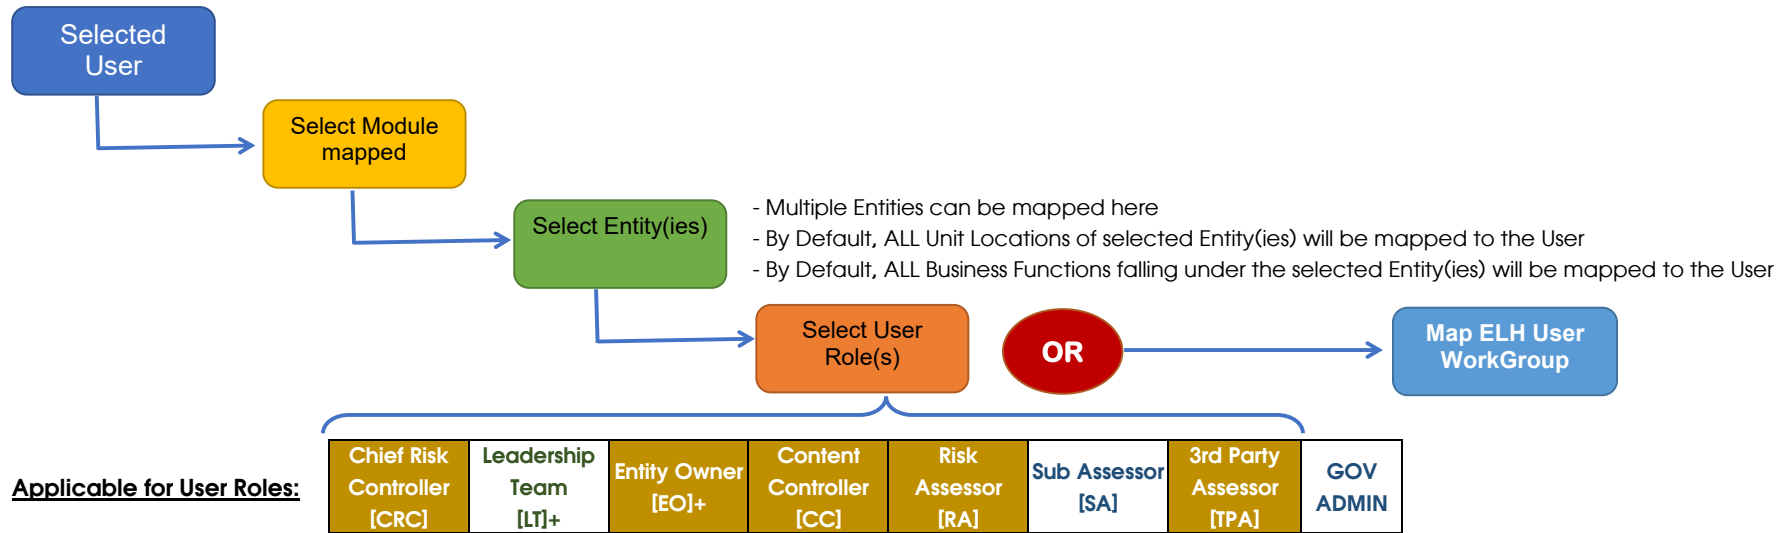 Selected
User
Select Module
mapped
Select Entity(ies)
- Multiple Entities can be mapped here
- By Default, ALL Unit Locations of selected Entity(ies) will be mapped to the User
- By Default, ALL Business Functions falling under the selected Entity(ies) will be mapped to the User
Select User
Role(s)
OR
Map ELH User
WorkGroup
Applicable for User Roles:
Chief Risk
Controller
[CRC]
Leadership
Team
[LT]+
Entity Owner
[EO]+
Content
Controller
[CC]
Risk
Assessor
[RA]
Sub Assessor
[SA]
3rd Party
Assessor
[TPA]
GOV
ADMIN